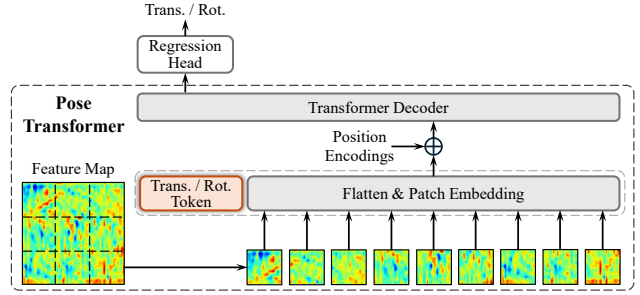 Trans. / Rot.
Regression
Head
Pose
Transformer
Transformer Decoder
Position
Encodings
Feature Map
Trans. / Rot.
Token
Flatten & Patch Embedding